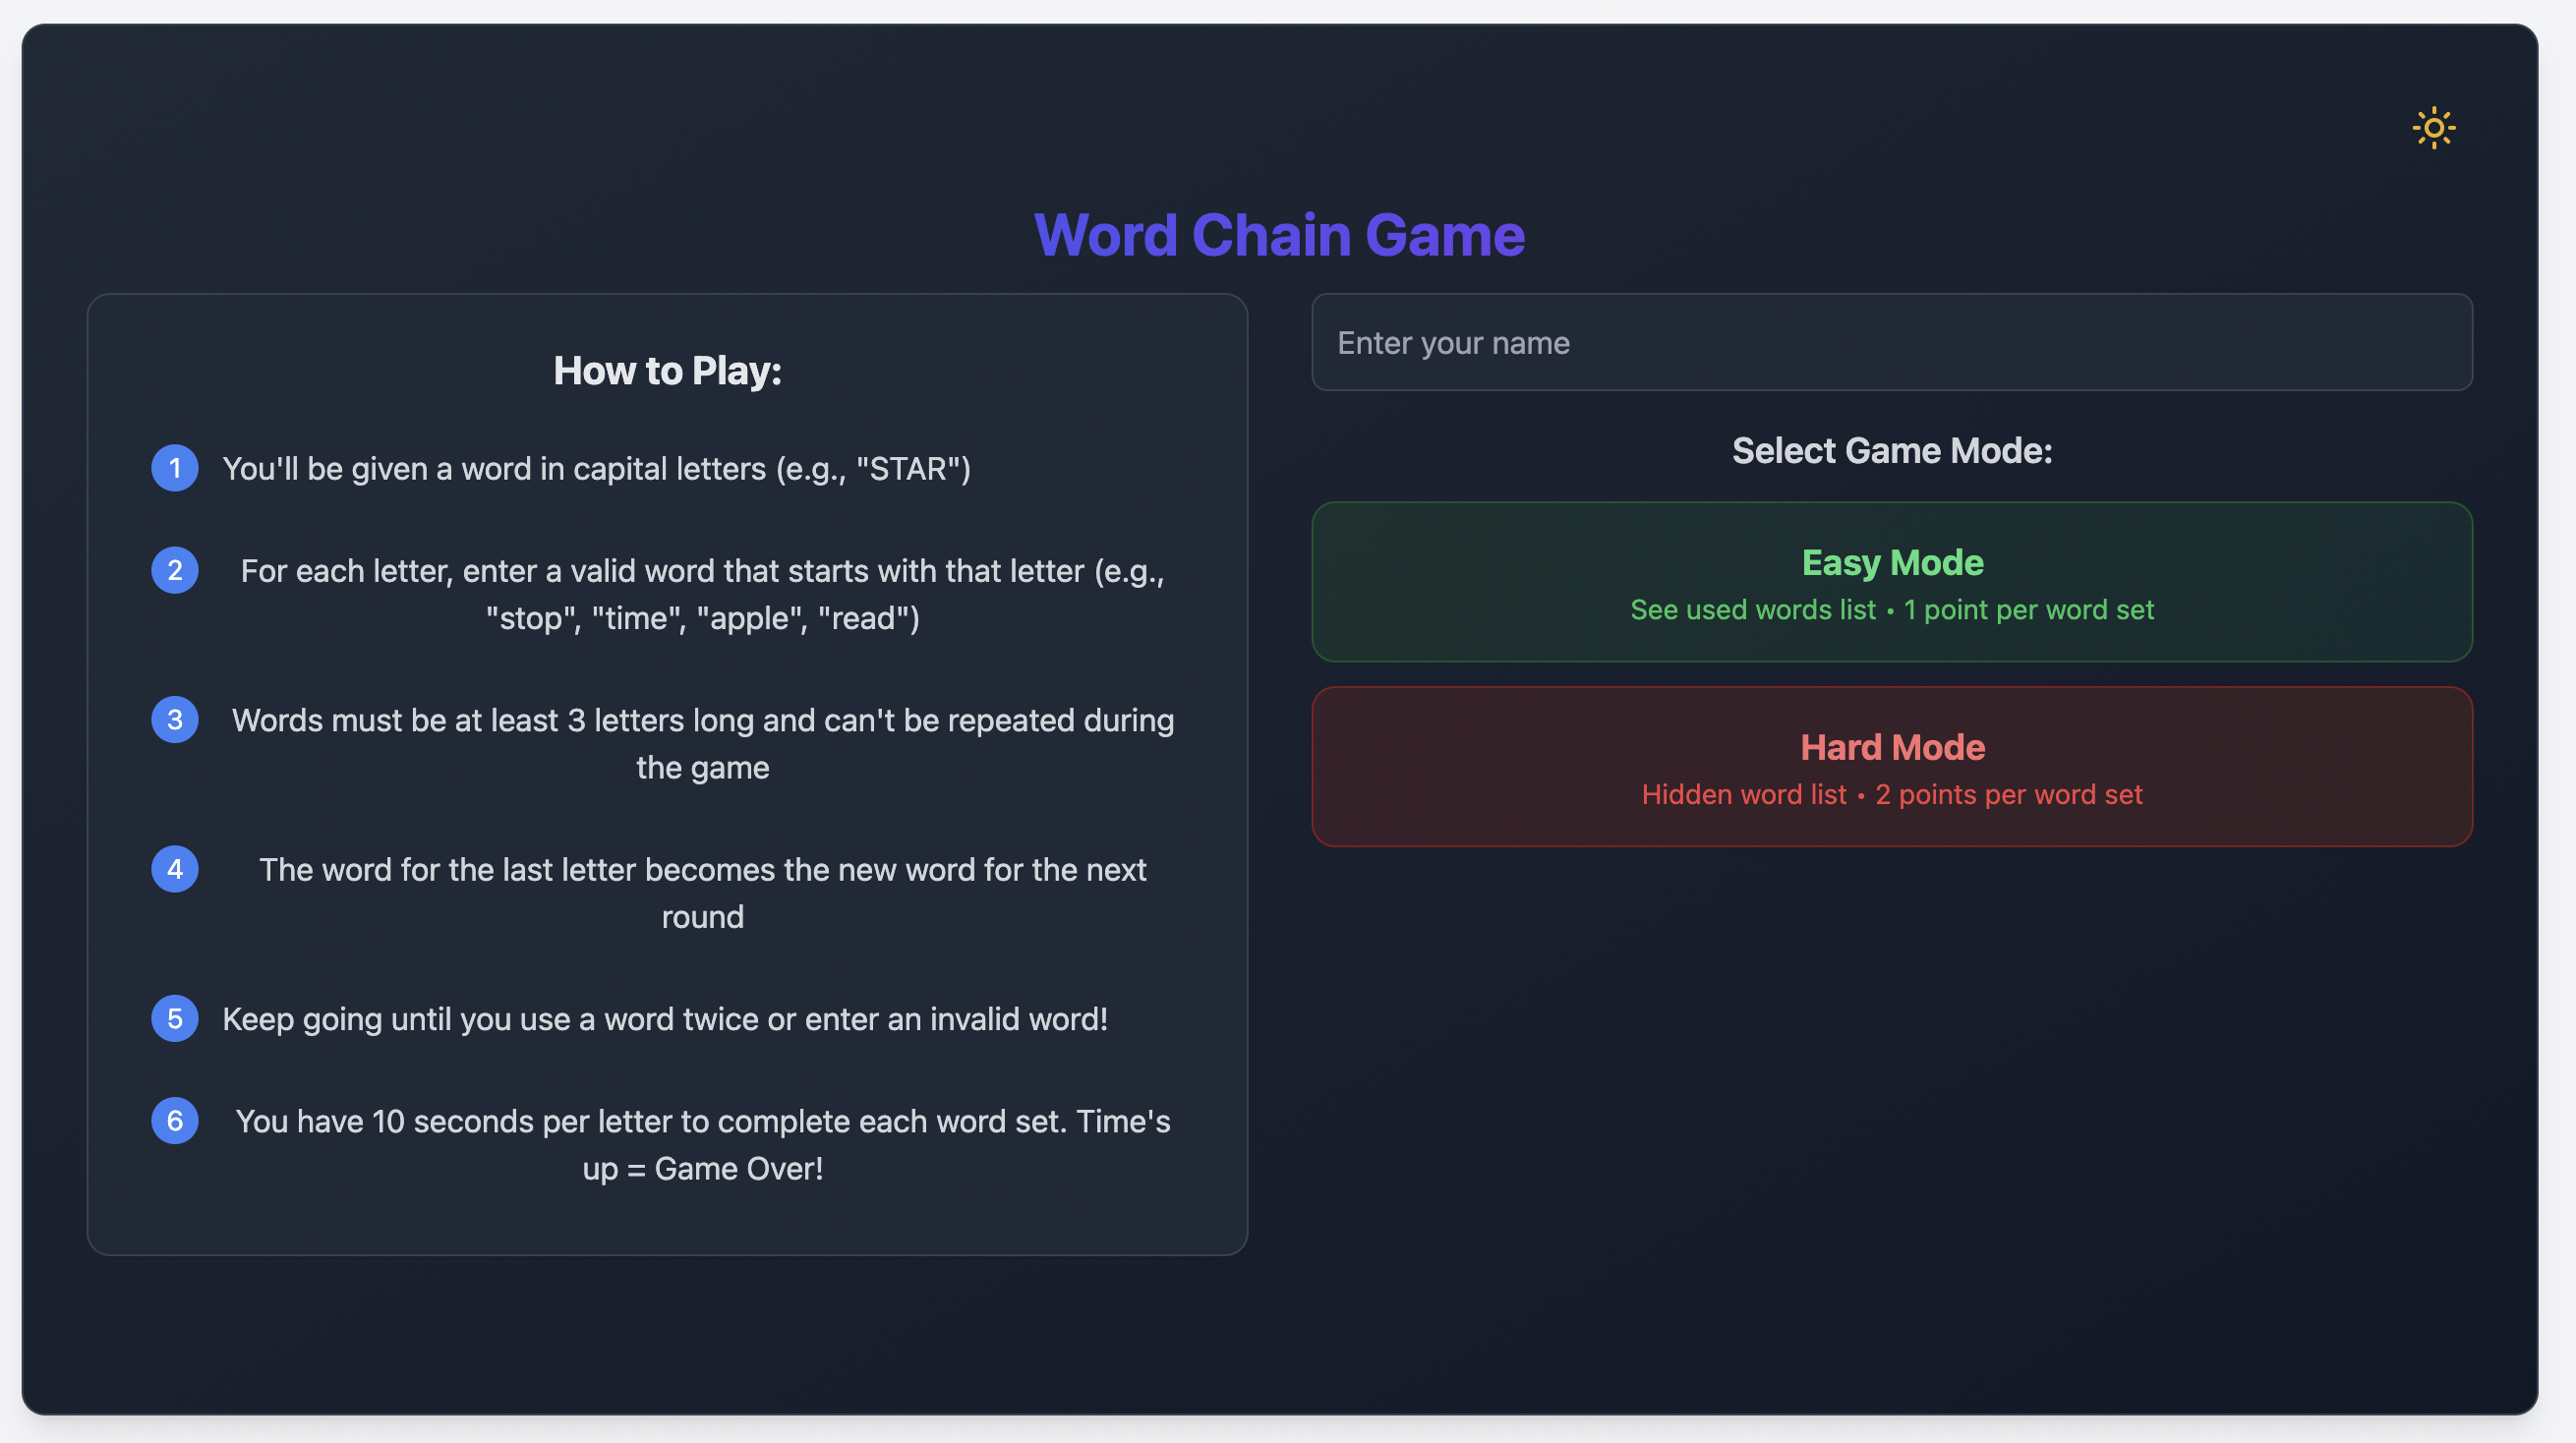 Word Chain Game
How to Play:
1 You'll be given a word in capital letters (e.g., "STAR")
2 For each letter, enter a valid word that starts with that letter (e.g.,
"stop", "time", "apple", "read")
3 Words must be at least 3 letters long and can't be repeated during
the game
4 The word for the last letter becomes the new word for the next
round
5 Keep going until you use a word twice or enter an invalid word!
6 You have 10 seconds per letter to complete each word set. Time's
up = Game Over!
Enter your name
Select Game Mode:
Easy Mode
See used words list • 1 point per word set
Hard Mode
Hidden word list • 2 points per word set